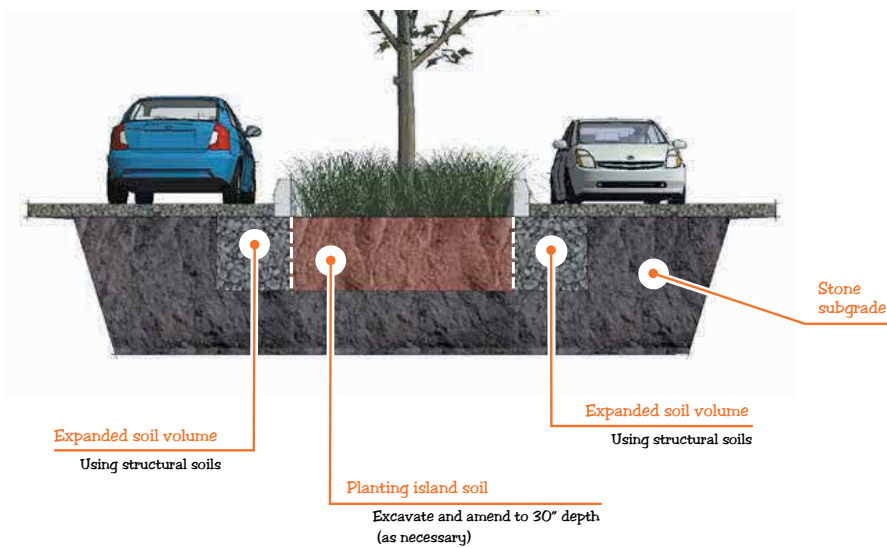 Stone
subgrade
Expanded soil volume
Using structural soils
Expanded soil volume
Using structural soils
Planting island soil
Excavate and amend to 30” depth
(as necessary)